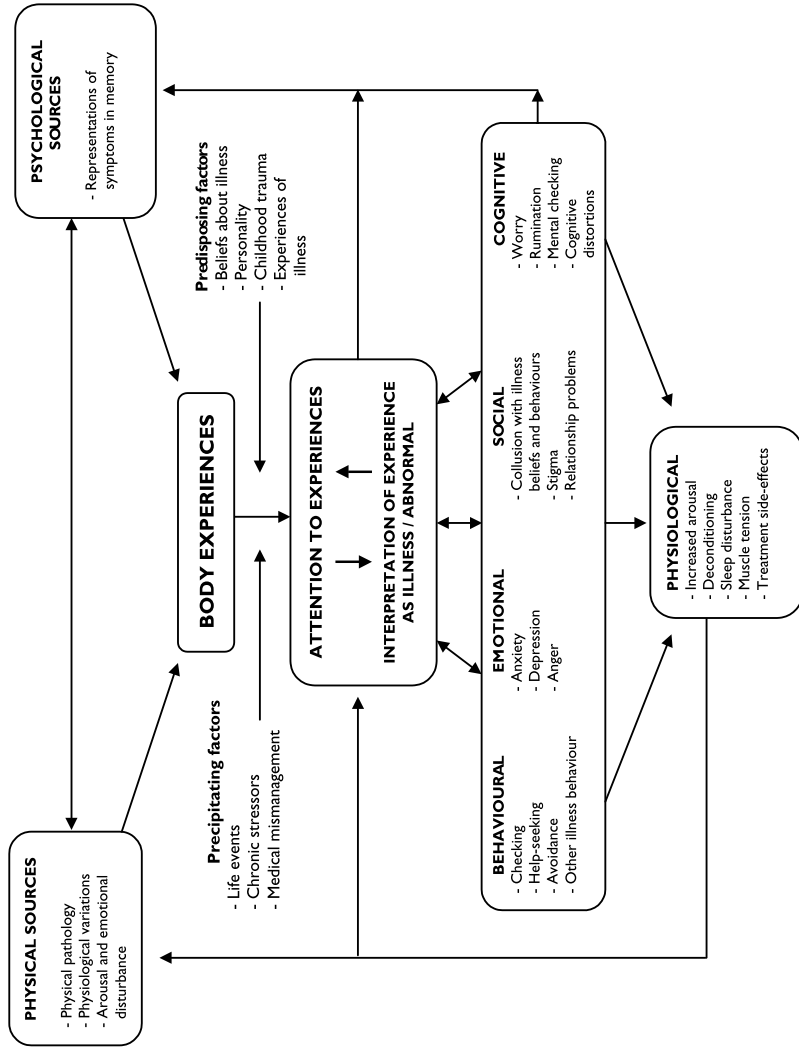 PHYSICAL SOURCES
- Physical pathology
- Physiological variations
- Arousal and emotional
disturbance
PSYCHOLOGICAL
SOURCES
- Representations of
symptoms in memory
BODY EXPERIENCES
Precipitating factors
- Life events
- Chronic stressors
- Medical mismanagement
Predisposing factors
- Beliefs about illness
- Personality
- Childhood trauma
- Experiences of
illness
ATTENTION TO EXPERIENCES
INTERPRETATION OF EXPERIENCE
AS ILLNESS / ABNORMAL
BEHAVIOURAL
- Checking
- Help-seeking
- Avoidance
- Other illness behaviour
EMOTIONAL
- Anxiety
- Depression
- Anger
SOCIAL
- Collusion with illness
beliefs and behaviours
- Stigma
- Relationship problems
COGNITIVE
- Worry
- Rumination
- Mental checking
- Cognitive
distortions
PHYSIOLOGICAL
- Increased arousal
- Deconditioning
- Sleep disturbance
- Muscle tension
- Treatment side-effects